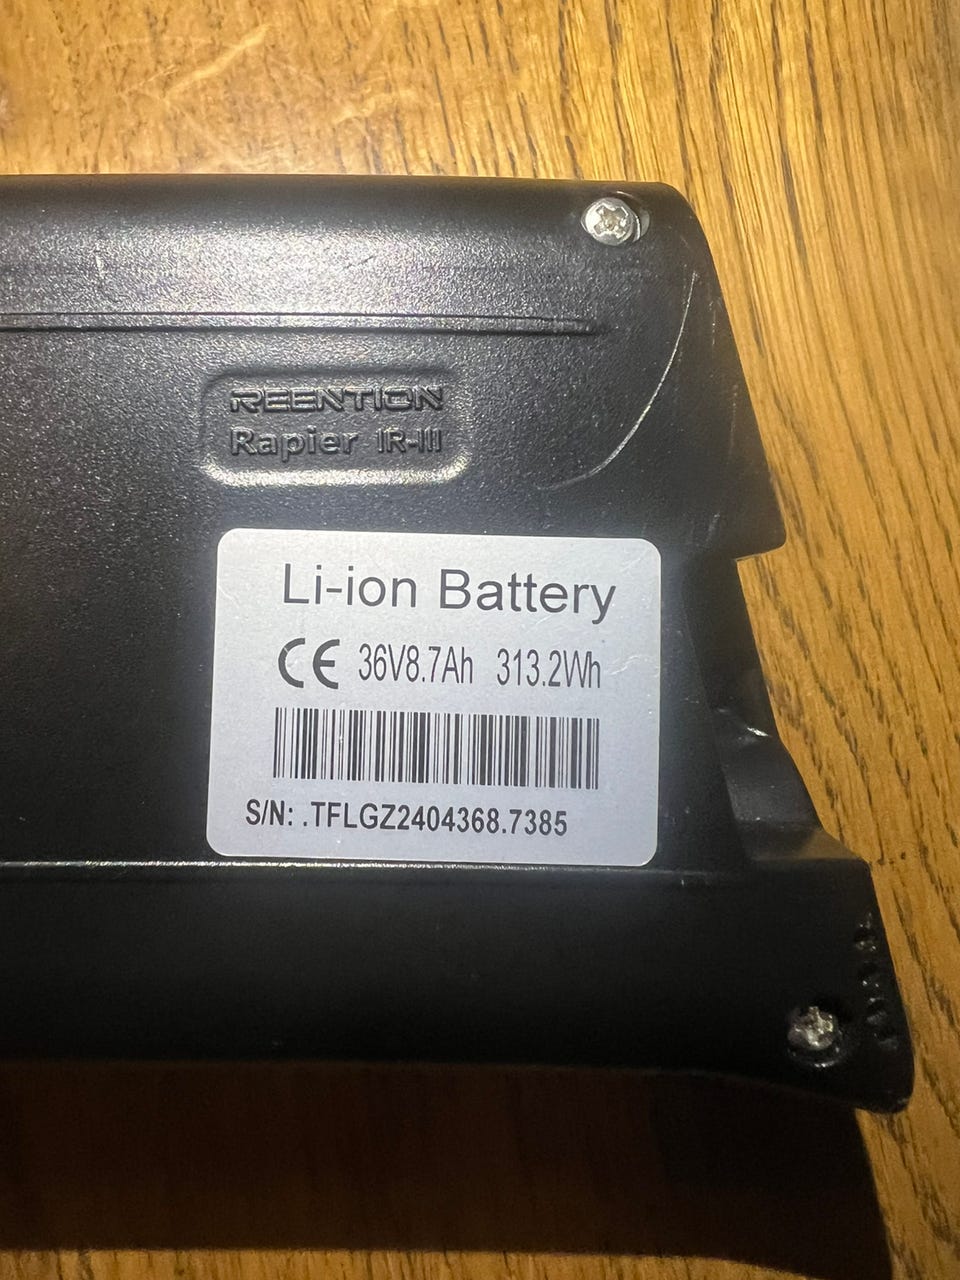 REENTION
Rapier IR-III
Li-ion Battery
CE 36V8.7Ah 313.2Wh
S/N: .TFLGZ2404368.7385